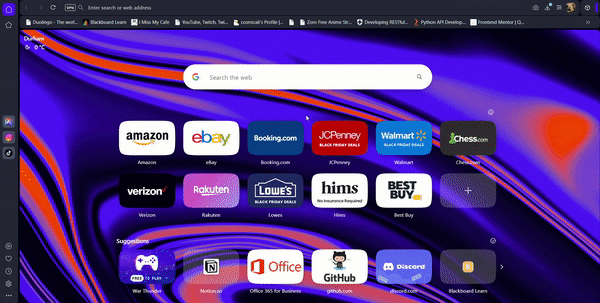 VPN Enter search or web address
Duolingo - The worl... Blackboard Learn I Miss My Cafe YouTube, Twitch, Twi... coomicali's Profile |... Zoro Free Anime Str... Developing RESTful... Python API Develop... Frontend Mentor | Q...
Durham
0 °C
Search the web
amazon ebay Booking.com JCPenney Walmart Chess.com
BLACK FRIDAY DEALS BLACK FRIDAY DEALS
Amazon eBay Booking.com JCPenney Walmart Chess.com
verizon Rakuten LOWE'S hims BEST BUY
BLACK FRIDAY DEALS No Insurance Required
Verizon Rakuten Lowes Hims Best Buy
Suggestions
FREE TO PLAY Office GitHub DISCORD Bb
War Thunder Notion.so Office 365 for Business github.com discord.com Blackboard Learn